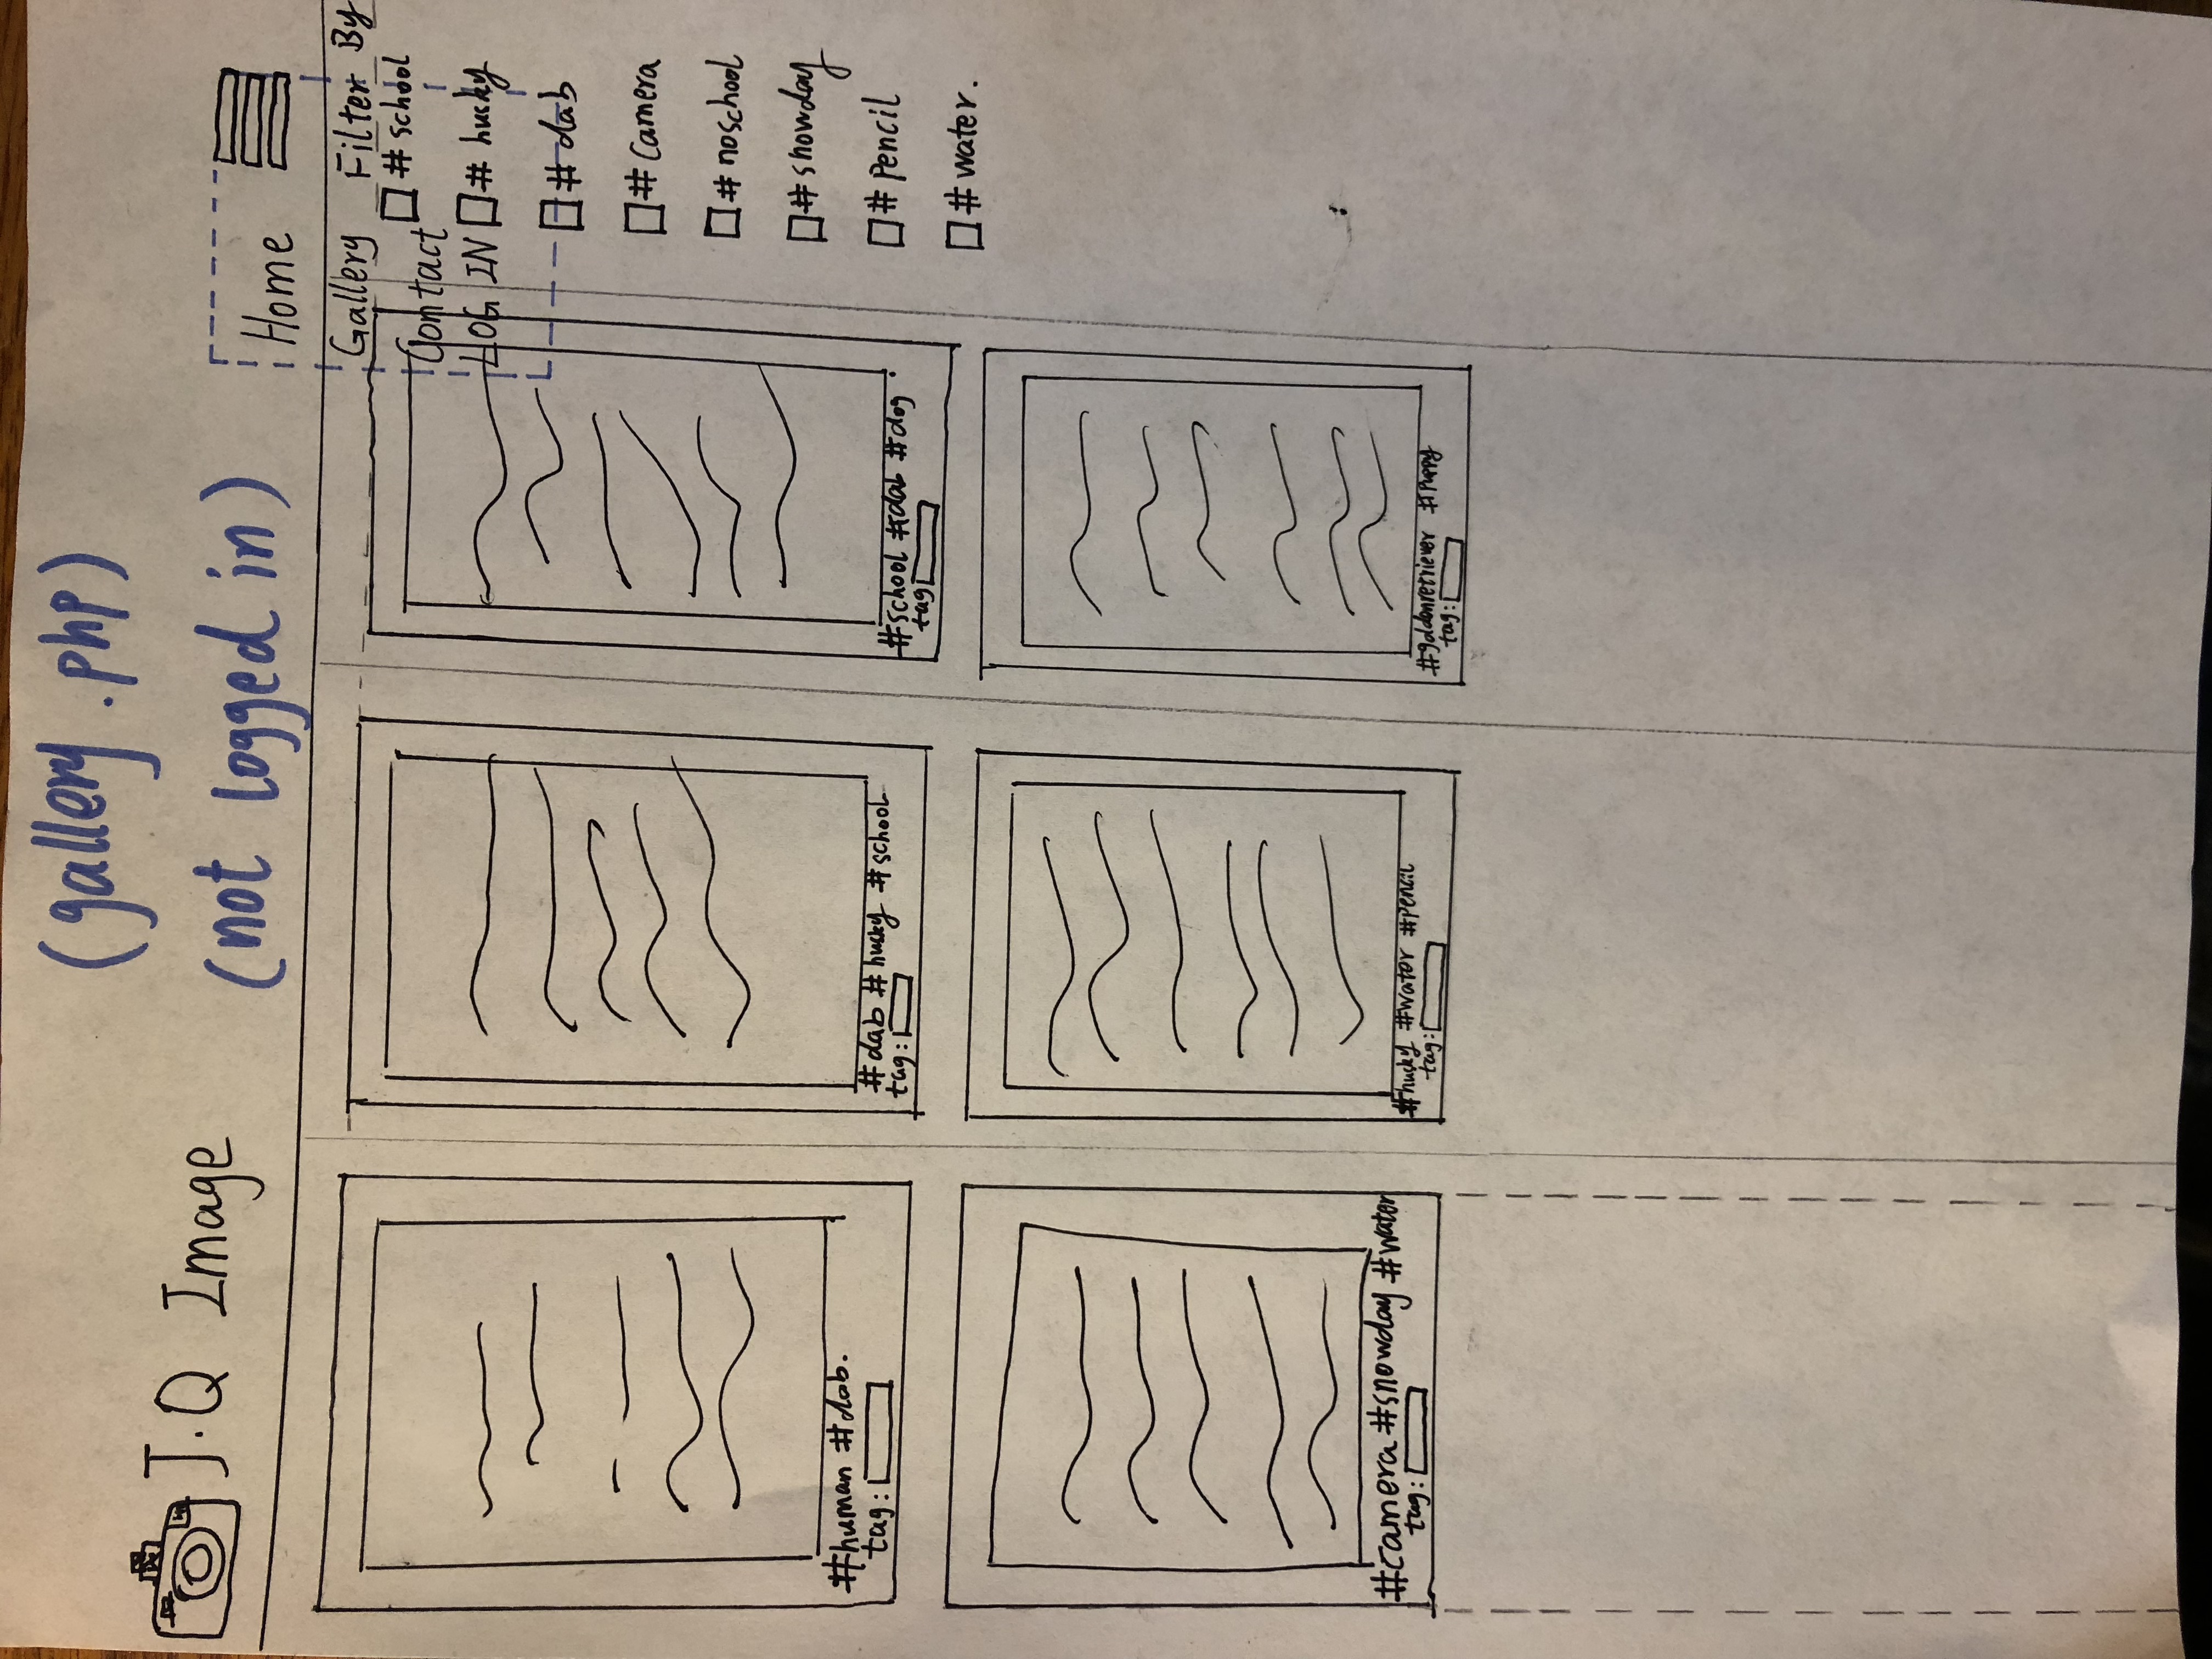 (gallery.php)
J.Q Image
(not logged in)
Home
Gallery
Contact
LOG IN
Filter By
#school
#husky
#dab
#camera
#noschool
#snowday
#pencil
#water.
#human #dab.
tag:
#dab #husky #school
tag:
#school #dab #dog
tag
#camera #snowday #water
tag:
#husky #water #pencil
tag:
#goldenretriever #puppy
tag: